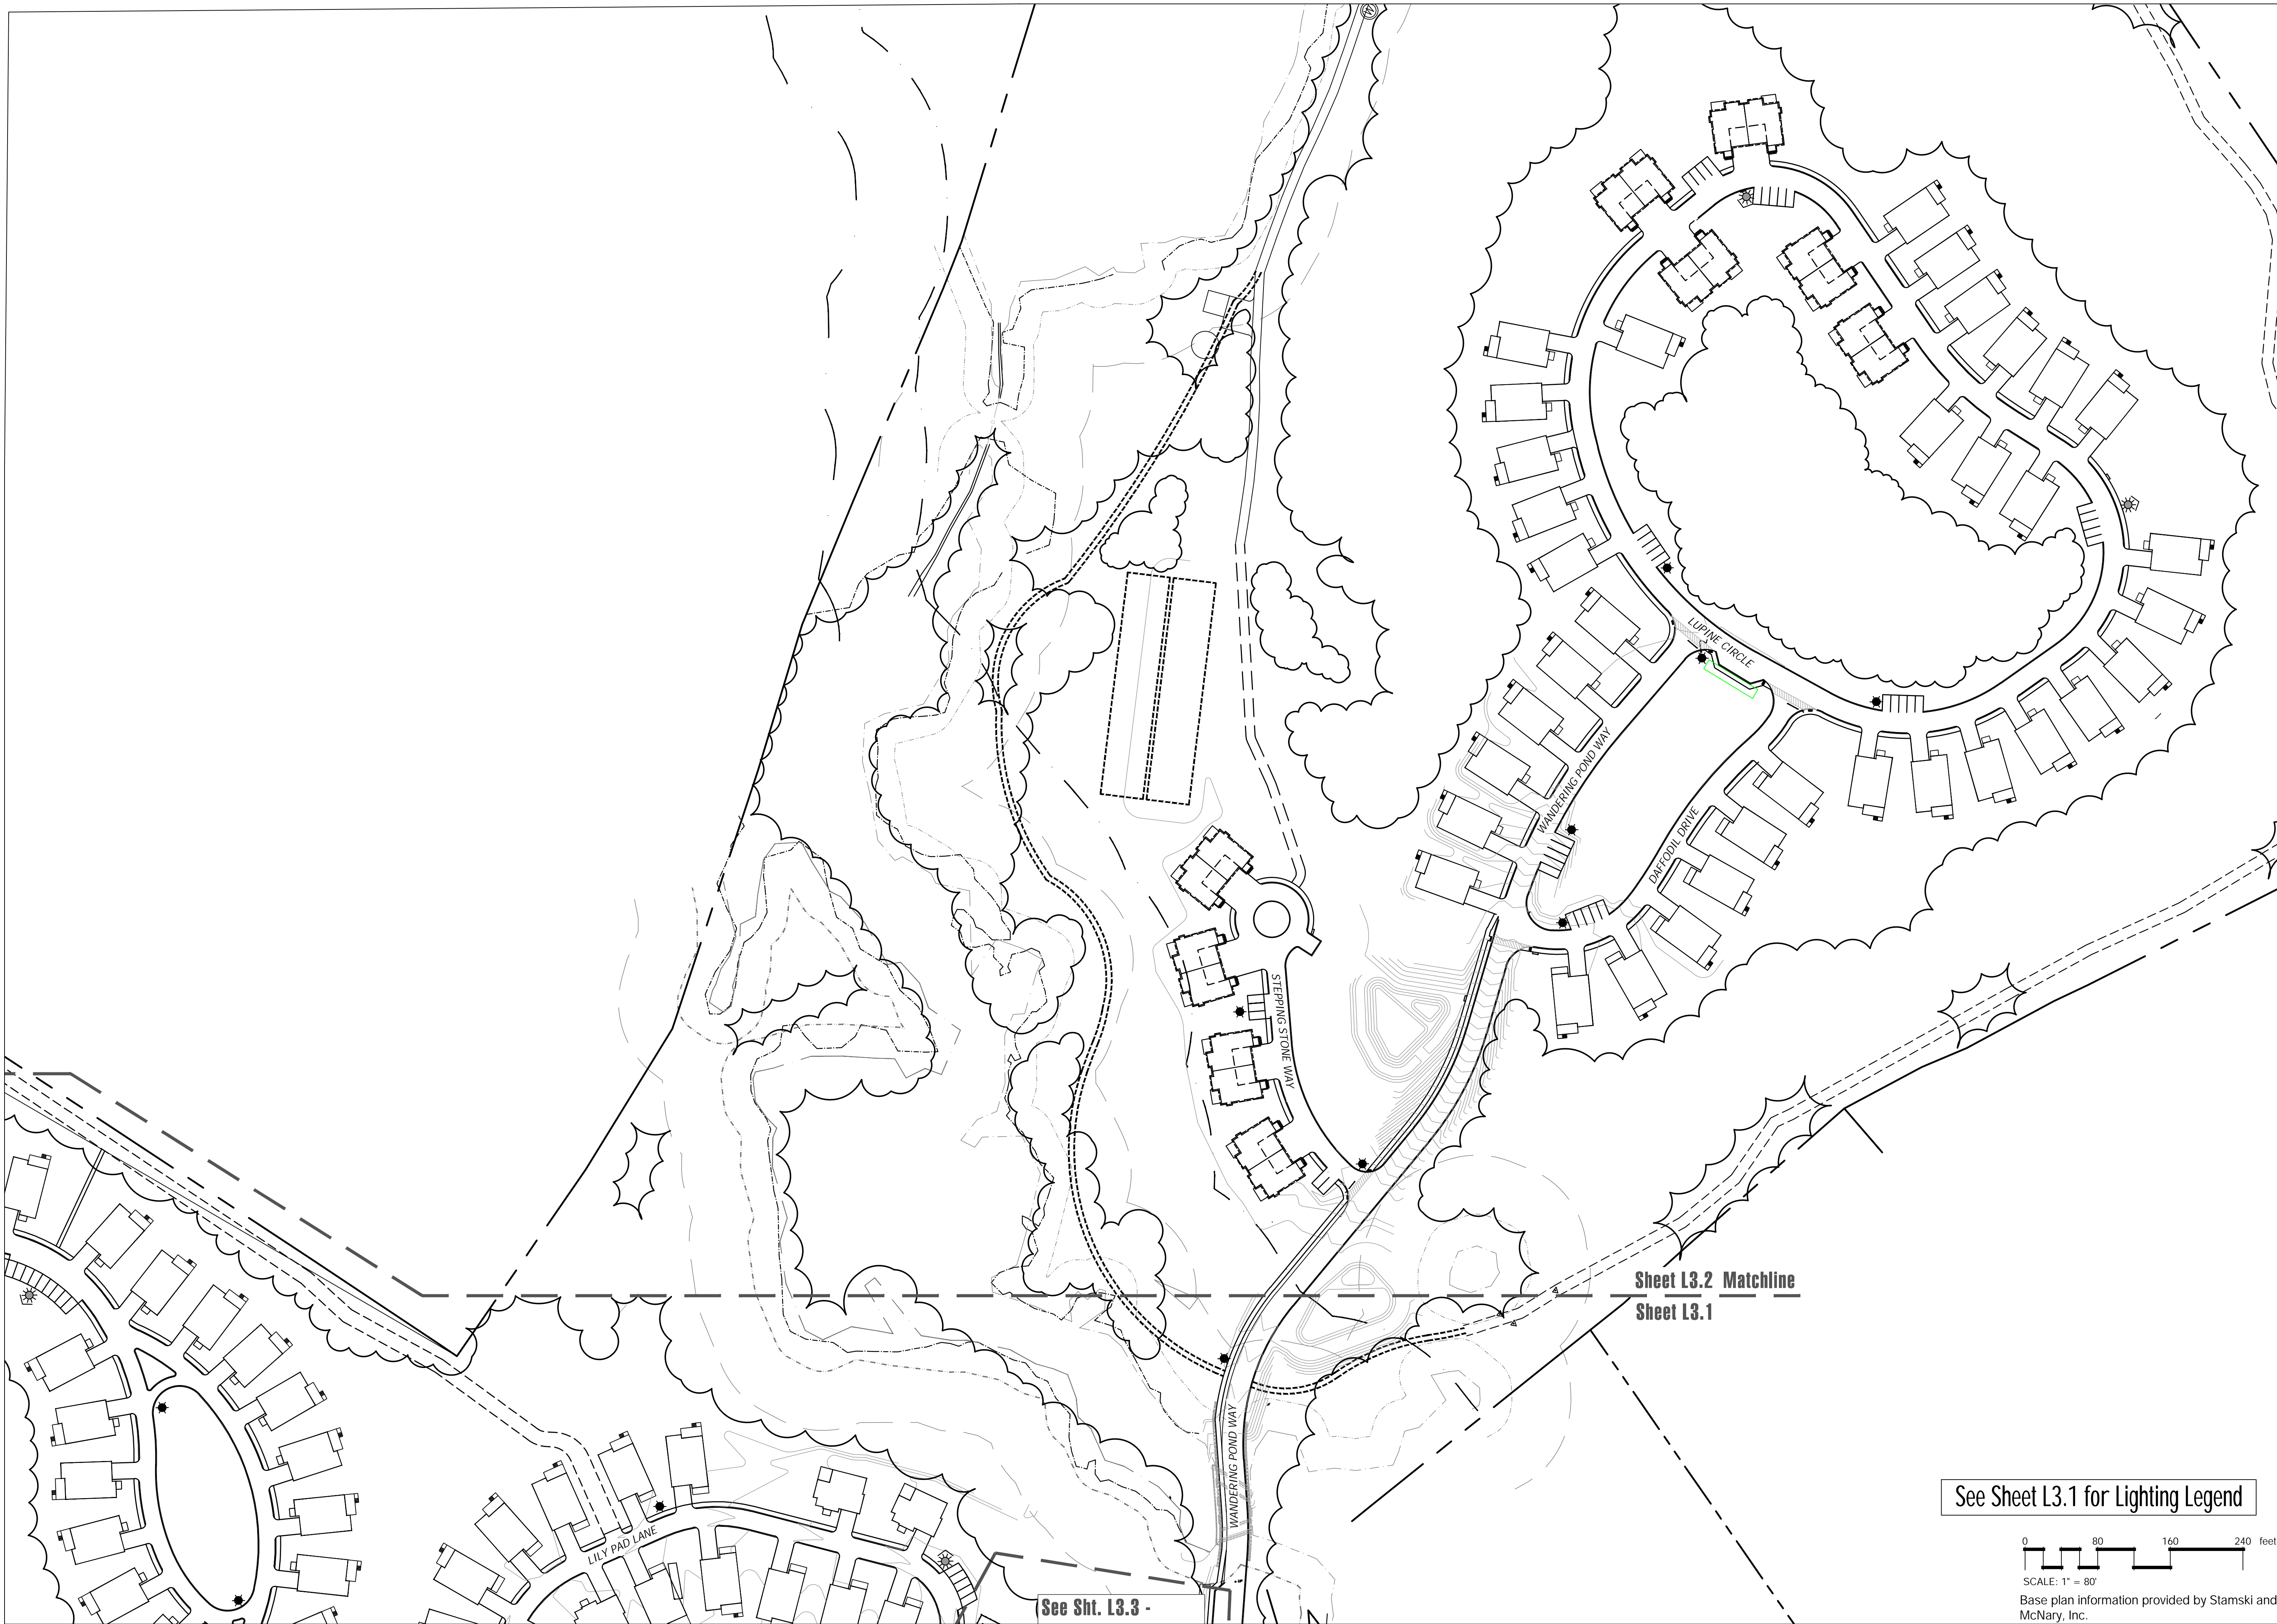 W
LUPINE CIRCLE
WANDERING POND WAY
DAFFODIL DRIVE
STEPPING STONE WAY
Sheet L3.2 Matchline
Sheet L3.1
WANDERING POND WAY
LILY PAD LANE
See Sheet L3.1 for Lighting Legend
0 80 160 240 feet
SCALE: 1" = 80'
Base plan information provided by Stamski and
McNary, Inc.
See Sht. L3.3 -